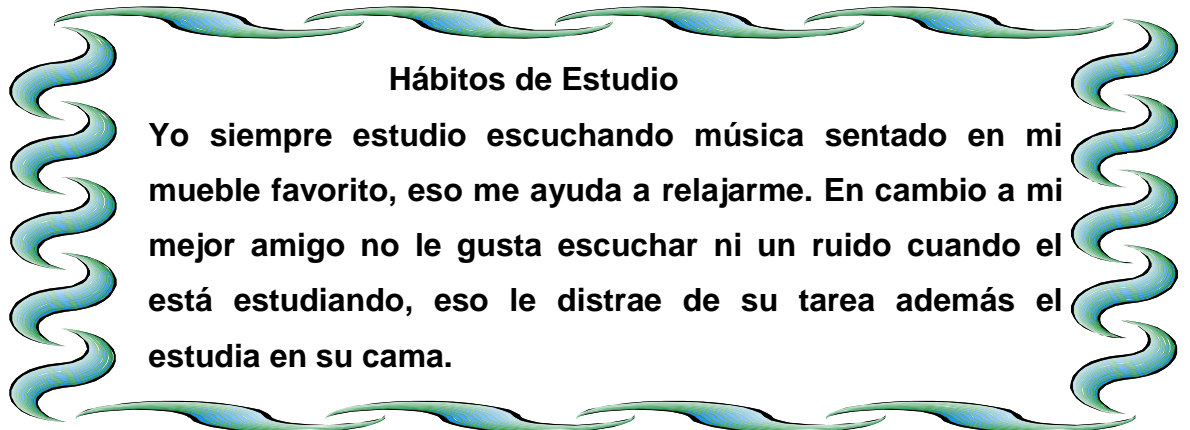 Hábitos de Estudio
Yo siempre estudio escuchando música sentado en mi
mueble favorito, eso me ayuda a relajarme. En cambio a mi
mejor amigo no le gusta escuchar ni un ruido cuando el
está estudiando, eso le distrae de su tarea además el
estudia en su cama.